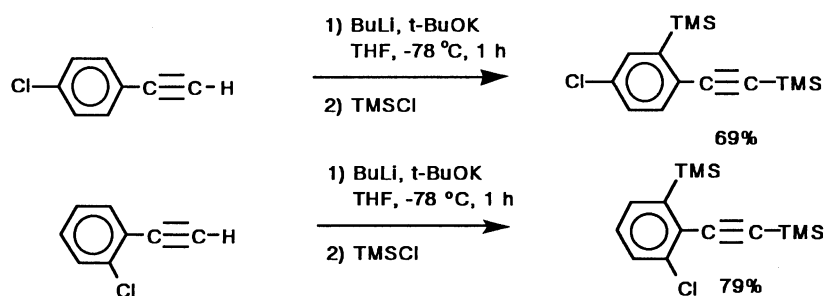 1) BuLi, t-BuOK
THF, -78 °C, 1 h
2) TMSCl
Cl
C≡C-H
TMS
Cl
C≡C-TMS
69%
1) BuLi, t-BuOK
THF, -78 °C, 1 h
2) TMSCl
C≡C-H
Cl
TMS
C≡C-TMS
Cl
79%